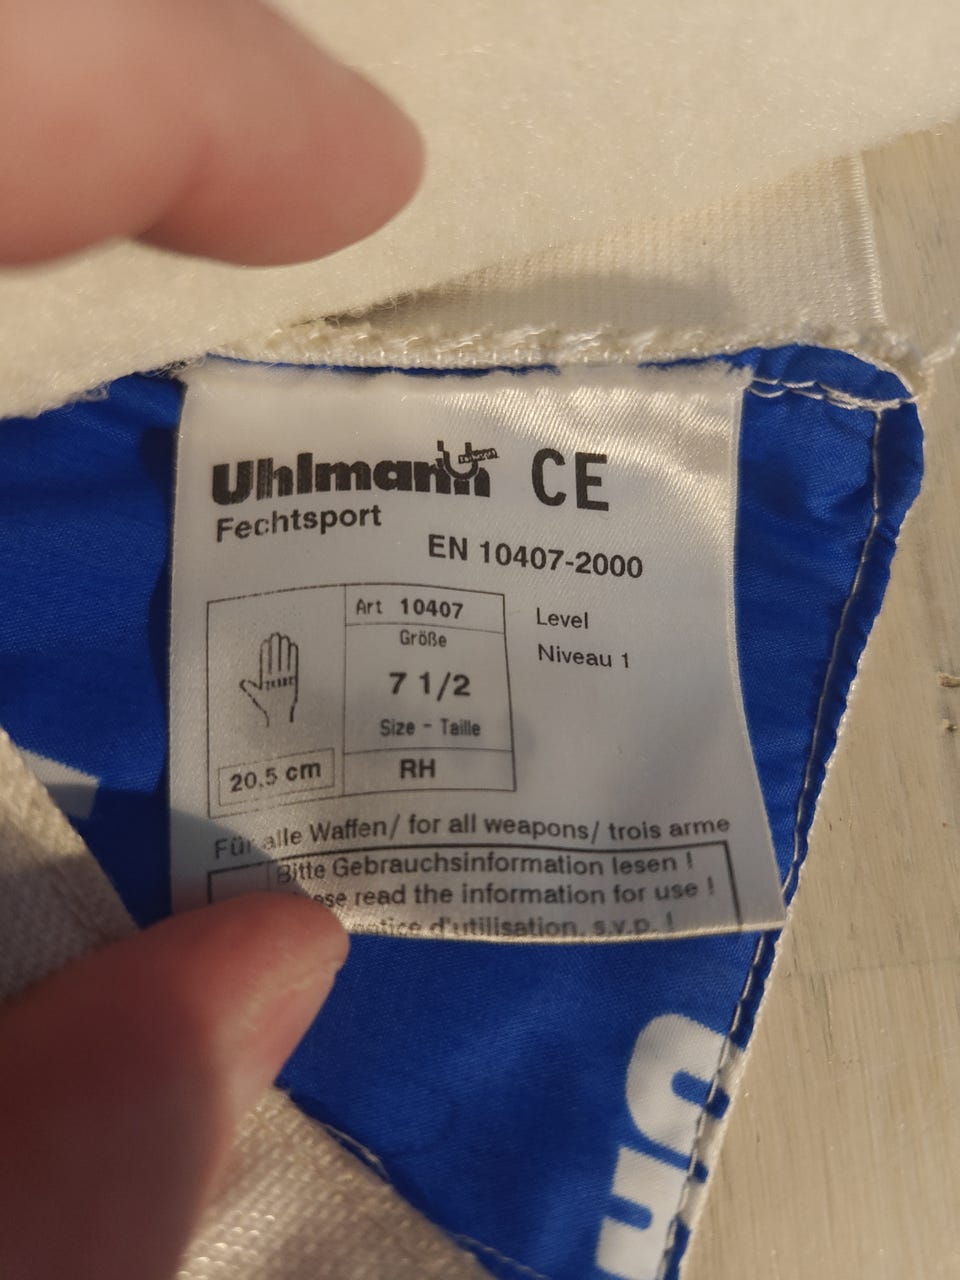 Uhlmann
CE
Fechtsport
EN 10407-2000
Art 10407
Größe
7 1/2
Size - Taille
20,5 cm
RH
Level
Niveau 1
Für alle Waffen/ for all weapons/ trois arme
Bitte Gebrauchsinformation lesen !
read the information for use !
d'utilisation, s.v.p. !